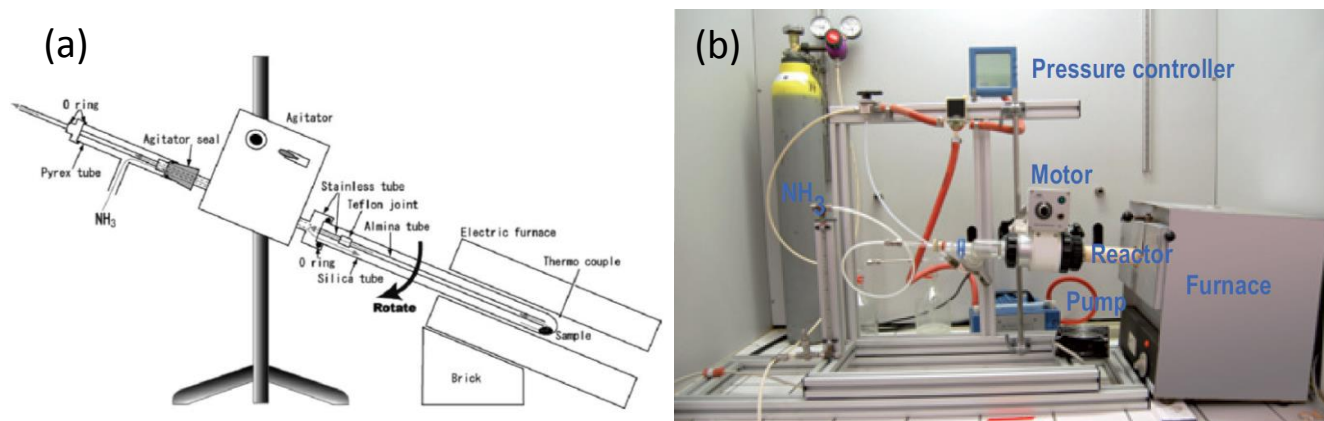 (a)
O ring
Agitator seal
Agitator
Pyrex tube
NH3
Stainless tube
Teflon joint
Almina tube
Electric furnace
Thermo couple
O ring
Silica tube
Rotate
Sample
Brick
(b)
Pressure controller
Motor
NH3
Reactor
Pump
Furnace